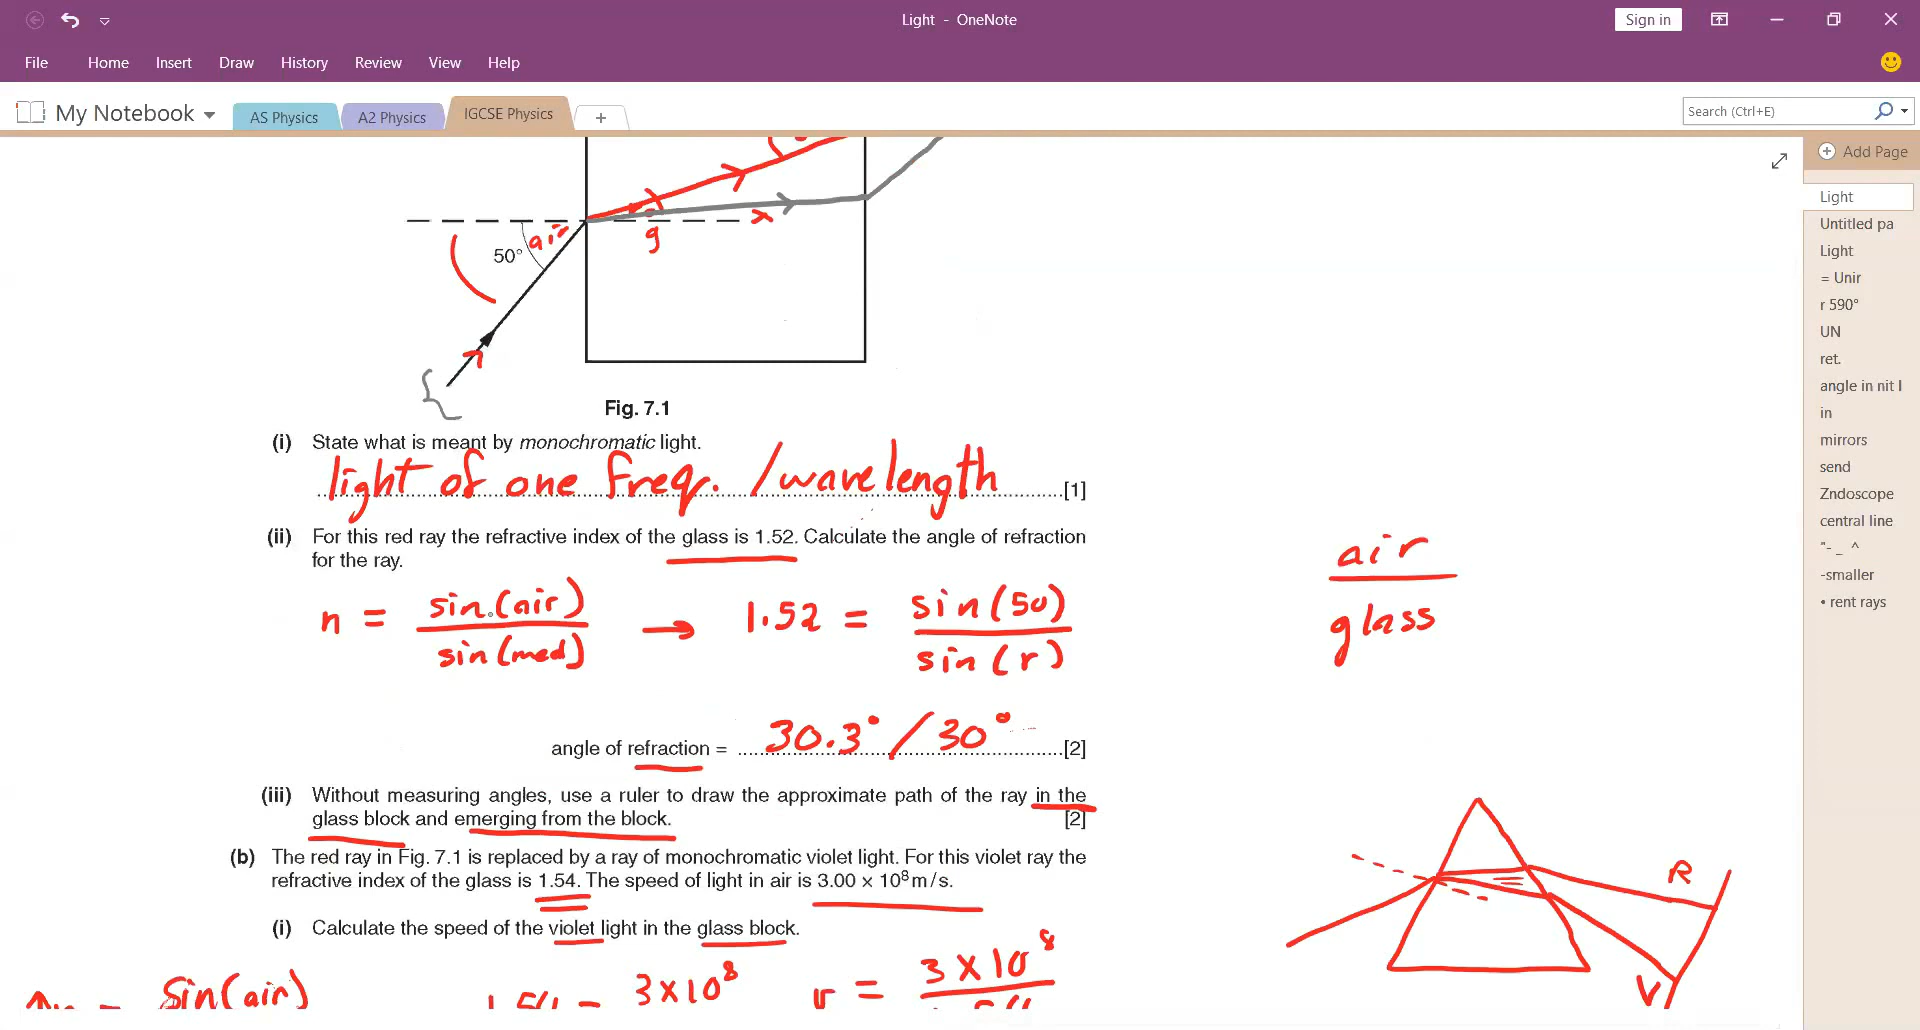 Light - OneNote
Sign in
File Home Insert Draw History Review View Help
My Notebook
AS Physics
A2 Physics
IGCSE Physics
+
Search (Ctrl+E)
Add Page
Light
Untitled pa
Light
= Unir
r 590°
UN
ret.
angle in nit I
in
mirrors
send
Zndoscope
central line
"- _ ^
-smaller
• rent rays
50°
air
g
x
Fig. 7.1
(i) State what is meant by monochromatic light.
light of one freq. / wavelength [1]
(ii) For this red ray the refractive index of the glass is 1.52. Calculate the angle of refraction
for the ray.
n = sin(air) / sin(med) → 1.52 = sin(50) / sin(r)
air
glass
angle of refraction = 30.3° / 30° [2]
(iii) Without measuring angles, use a ruler to draw the approximate path of the ray in the
glass block and emerging from the block. [2]
(b) The red ray in Fig. 7.1 is replaced by a ray of monochromatic violet light. For this violet ray the
refractive index of the glass is 1.54. The speed of light in air is 3.00 × 10⁸ m/s.
(i) Calculate the speed of the violet light in the glass block.
R
V
sin(air)
3×10⁸
v = 3×10⁸